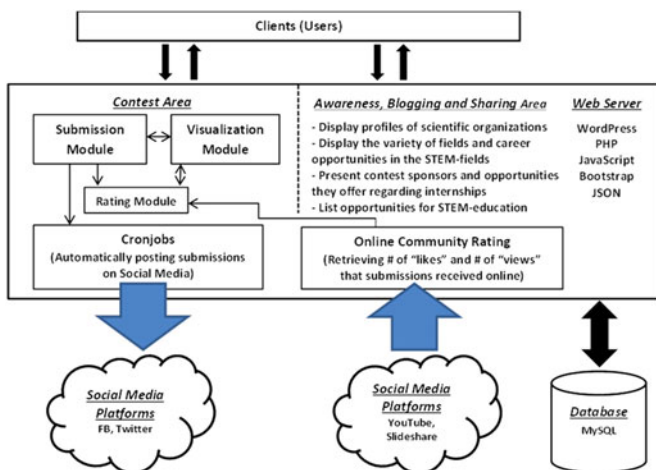 Clients (Users)
Contest Area
Submission
Module
Visualization
Module
Rating Module
Cronjobs
(Automatically posting submissions
on Social Media)
Awareness, Blogging and Sharing Area
- Display profiles of scientific organizations
- Display the variety of fields and career
opportunities in the STEM-fields
- Present contest sponsors and opportunities
they offer regarding internships
- List opportunities for STEM-education
Online Community Rating
(Retrieving # of "likes" and # of "views"
that submissions received online)
Web Server
WordPress
PHP
JavaScript
Bootstrap
JSON
Social Media
Platforms
FB, Twitter
Social Media
Platforms
YouTube,
Slideshare
Database
MySQL